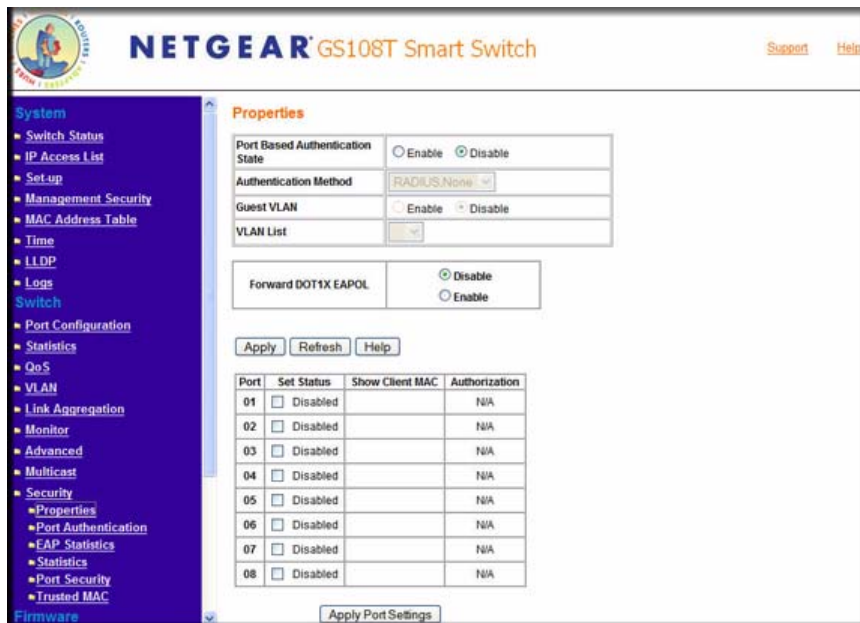 NETGEAR GS108T Smart Switch
Support Help
System
Switch Status
IP Access List
Set-up
Management Security
MAC Address Table
Time
LLDP
Logs
Switch
Port Configuration
Statistics
QoS
VLAN
Link Aggregation
Monitor
Advanced
Multicast
Security
Properties
Port Authentication
EAP Statistics
Statistics
Port Security
Trusted MAC
Firmware
Properties
Port Based Authentication State Enable Disable
Authentication Method RADIUS,None
Guest VLAN Enable Disable
VLAN List
Forward DOT1X EAPOL Disable
Enable
Apply Refresh Help
Port Set Status Show Client MAC Authorization
01 Disabled N/A
02 Disabled N/A
03 Disabled N/A
04 Disabled N/A
05 Disabled N/A
06 Disabled N/A
07 Disabled N/A
08 Disabled N/A
Apply Port Settings